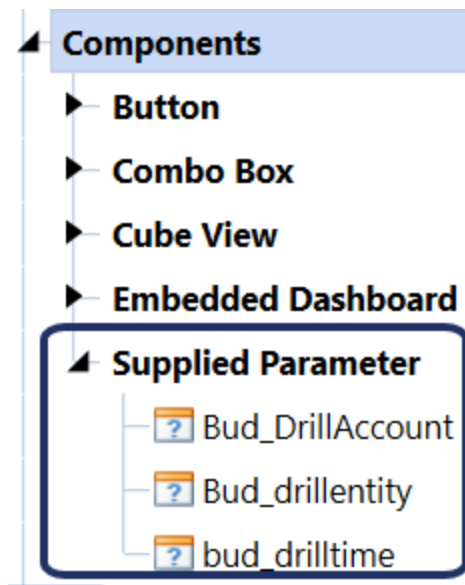 Components
Button
Combo Box
Cube View
Embedded Dashboard
Supplied Parameter
Bud_DrillAccount
Bud_drillentity
bud_drilltime